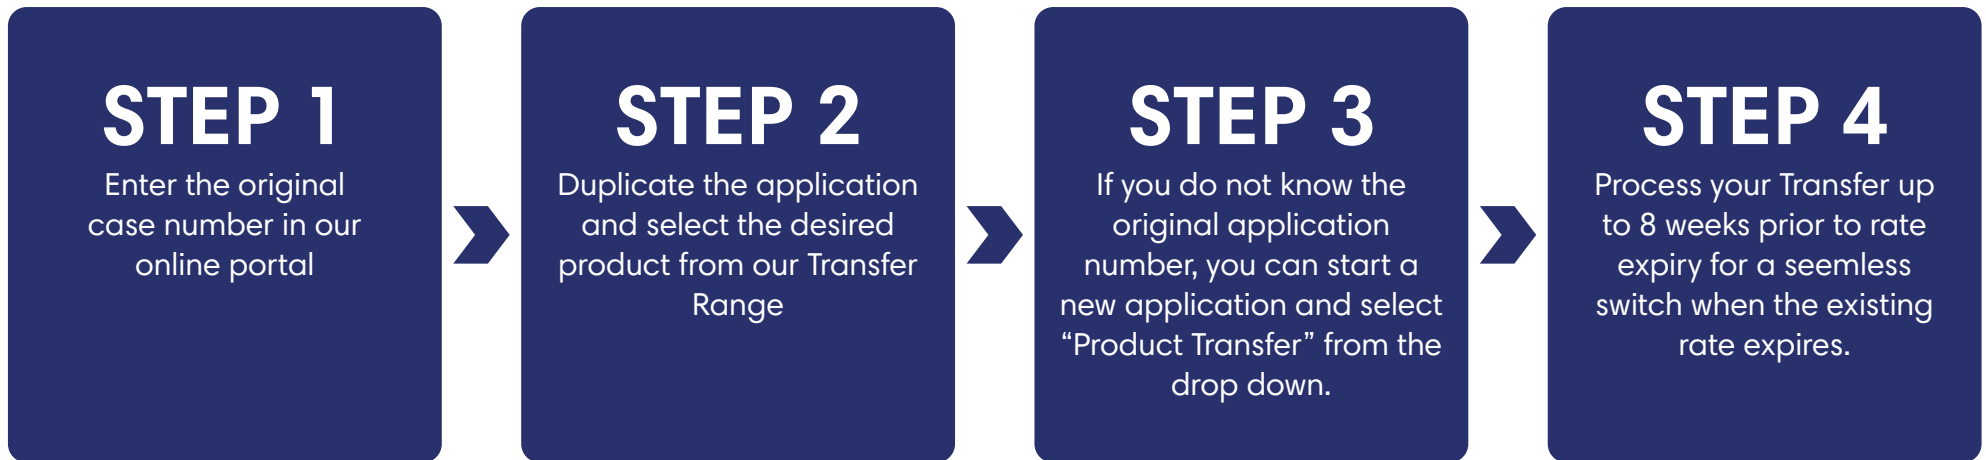 STEP 1
Enter the original
case number in our
online portal
STEP 2
Duplicate the application
and select the desired
product from our Transfer
Range
STEP 3
If you do not know the
original application
number, you can start a
new application and select
“Product Transfer” from the
drop down.
STEP 4
Process your Transfer up
to 8 weeks prior to rate
expiry for a seemless
switch when the existing
rate expires.